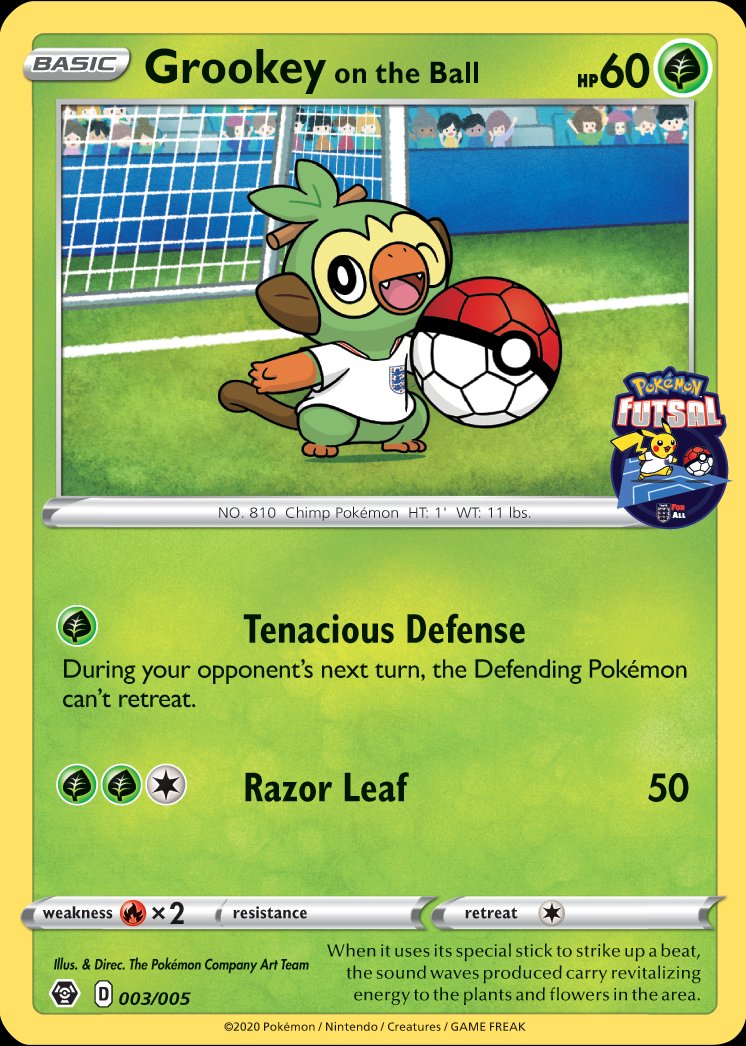 BASIC
Grookey on the Ball
HP60
POKéMON
FUTSAL
FOR
ALL
NO. 810 Chimp Pokémon HT: 1' WT: 11 lbs.
Tenacious Defense
During your opponent's next turn, the Defending Pokémon
can't retreat.
Razor Leaf 50
weakness ×2 resistance retreat
Illus. & Direc. The Pokémon Company Art Team
When it uses its special stick to strike up a beat,
the sound waves produced carry revitalizing
energy to the plants and flowers in the area.
D 003/005
©2020 Pokémon / Nintendo / Creatures / GAME FREAK